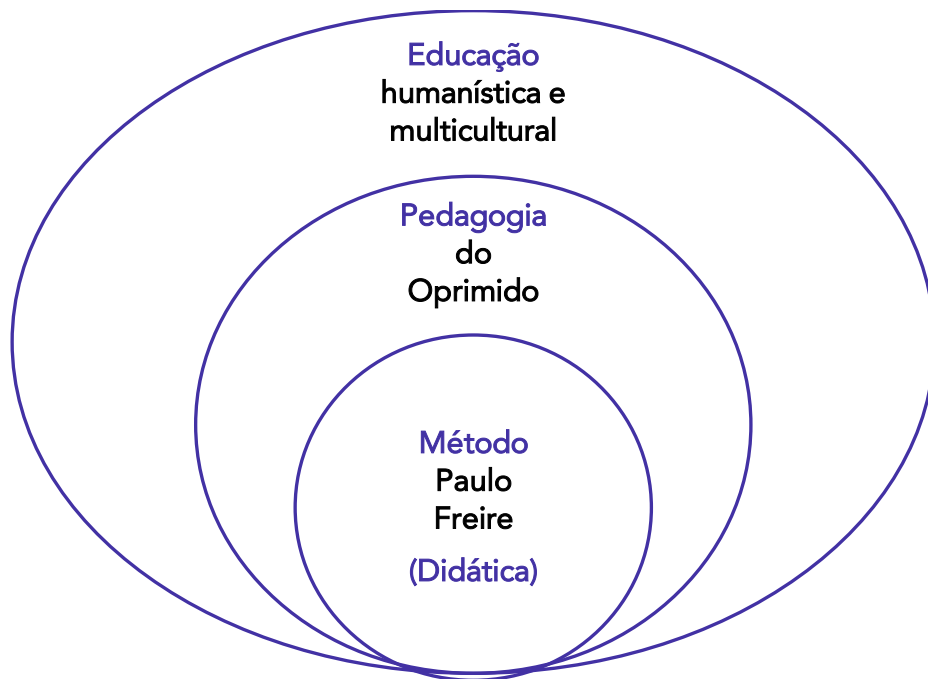 Educação
humanística e
multicultural
Pedagogia
do
Oprimido
Método
Paulo
Freire
(Didática)